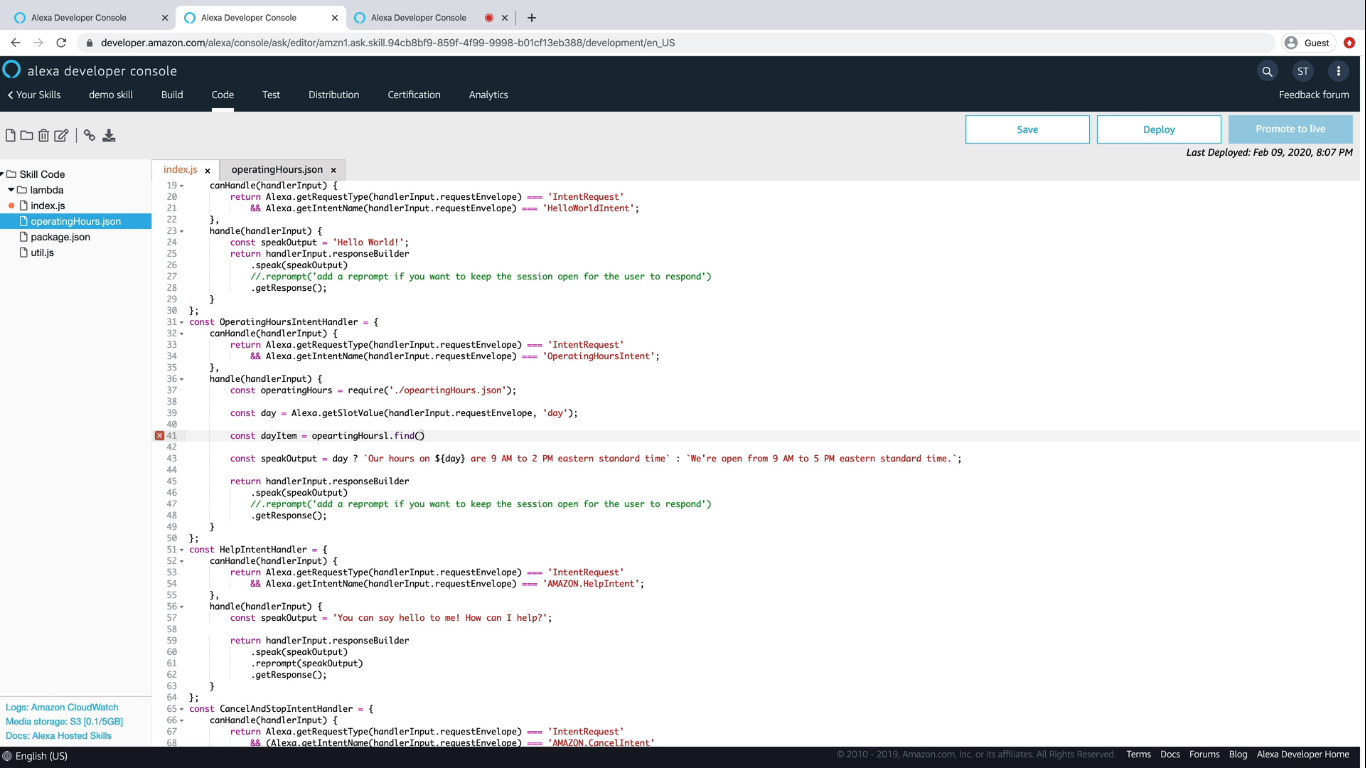 Alexa Developer Console × Alexa Developer Console × Alexa Developer Console × +
developer.amazon.com/alexa/console/ask/editor/amzn1.ask.skill.94cb8bf9-859f-4f99-9998-b01cf13eb388/development/en_US Guest
alexa developer console ST
Your Skills demo skill Build Code Test Distribution Certification Analytics Feedback forum
Save Deploy Promote to live
Last Deployed: Feb 09, 2020, 8:07 PM
Skill Code
lambda
index.js
operatingHours.json
package.json
util.js
index.js × operatingHours.json ×
19 canHandle(handlerInput) {
20 return Alexa.getRequestType(handlerInput.requestEnvelope) === 'IntentRequest'
21 && Alexa.getIntentName(handlerInput.requestEnvelope) === 'HelloWorldIntent';
22 },
23 handle(handlerInput) {
24 const speakOutput = 'Hello World!';
25 return handlerInput.responseBuilder
26 .speak(speakOutput)
27 //.reprompt('add a reprompt if you want to keep the session open for the user to respond')
28 .getResponse();
29 }
30 };
31 const OperatingHoursIntentHandler = {
32 canHandle(handlerInput) {
33 return Alexa.getRequestType(handlerInput.requestEnvelope) === 'IntentRequest'
34 && Alexa.getIntentName(handlerInput.requestEnvelope) === 'OperatingHoursIntent';
35 },
36 handle(handlerInput) {
37 const operatingHours = require('./opeartingHours.json');
38
39 const day = Alexa.getSlotValue(handlerInput.requestEnvelope, 'day');
40
41 const dayItem = opeartingHoursl.find()
42
43 const speakOutput = day ? `Our hours on ${day} are 9 AM to 2 PM eastern standard time` : `We're open from 9 AM to 5 PM eastern standard time.`;
44
45 return handlerInput.responseBuilder
46 .speak(speakOutput)
47 //.reprompt('add a reprompt if you want to keep the session open for the user to respond')
48 .getResponse();
49 }
50 };
51 const HelpIntentHandler = {
52 canHandle(handlerInput) {
53 return Alexa.getRequestType(handlerInput.requestEnvelope) === 'IntentRequest'
54 && Alexa.getIntentName(handlerInput.requestEnvelope) === 'AMAZON.HelpIntent';
55 },
56 handle(handlerInput) {
57 const speakOutput = 'You can say hello to me! How can I help?';
58
59 return handlerInput.responseBuilder
60 .speak(speakOutput)
61 .reprompt(speakOutput)
62 .getResponse();
63 }
64 };
65 const CancelAndStopIntentHandler = {
66 canHandle(handlerInput) {
67 return Alexa.getRequestType(handlerInput.requestEnvelope) === 'IntentRequest'
68 && (Alexa.getIntentName(handlerInput.requestEnvelope) === 'AMAZON.CancelIntent'
Logs: Amazon CloudWatch
Media storage: S3 [0.1/5GB]
Docs: Alexa Hosted Skills
English (US) © 2010 - 2019, Amazon.com, Inc. or its affiliates. All Rights Reserved. Terms Docs Forums Blog Alexa Developer Home